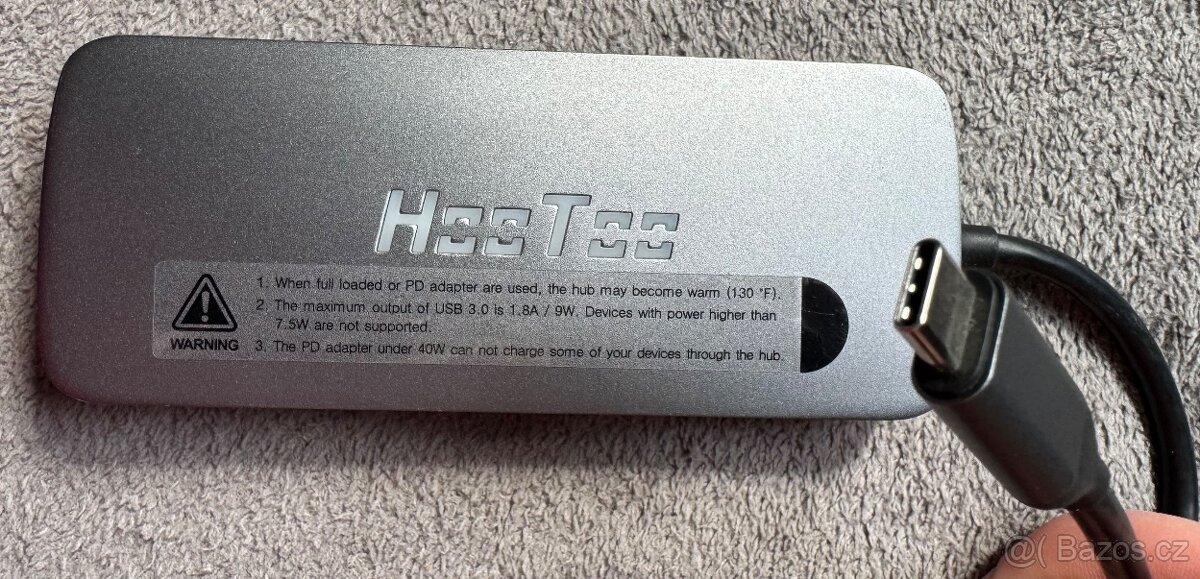 HooToo
1. When full loaded or PD adapter are used, the hub may become warm (130 °F).
2. The maximum output of USB 3.0 is 1.8A / 9W. Devices with power higher than
7.5W are not supported.
WARNING
3. The PD adapter under 40W can not charge some of your devices through the hub.
@( Bazos.cz